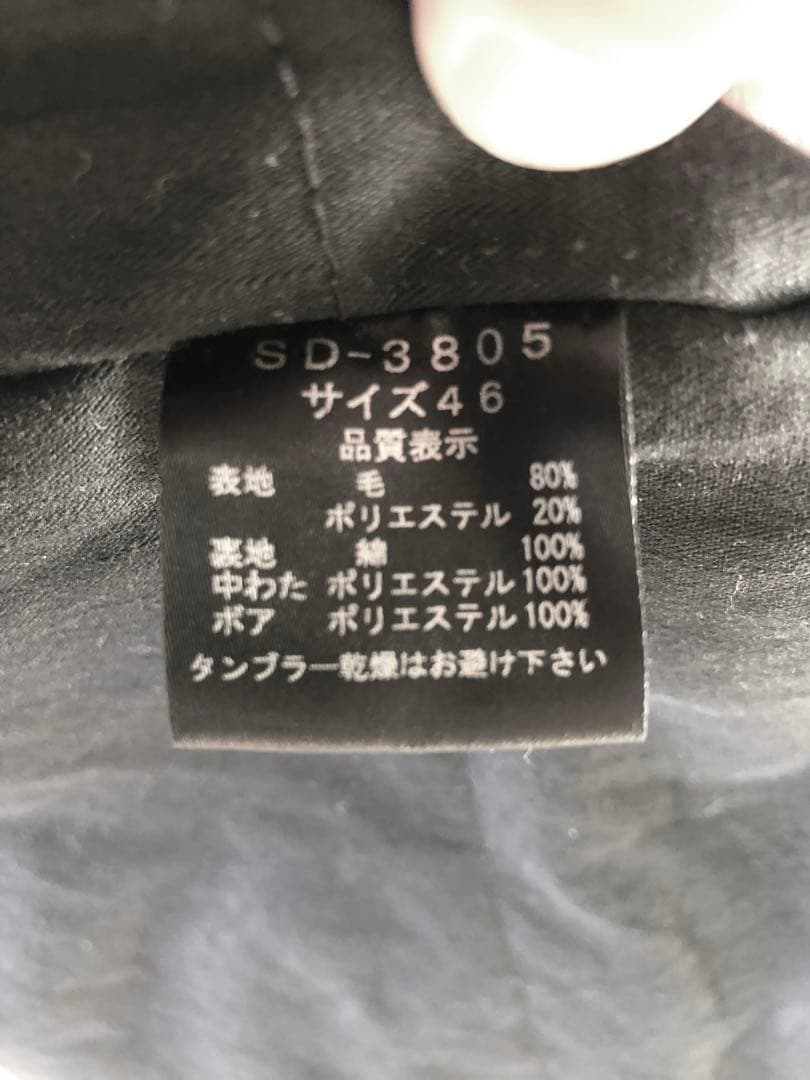 SD-3805
サイズ46
品質表示
表地 毛 80%
ポリエステル 20%
裏地 綿 100%
中わた ポリエステル 100%
ボア ポリエステル 100%
タンブラー乾燥はお避け下さい